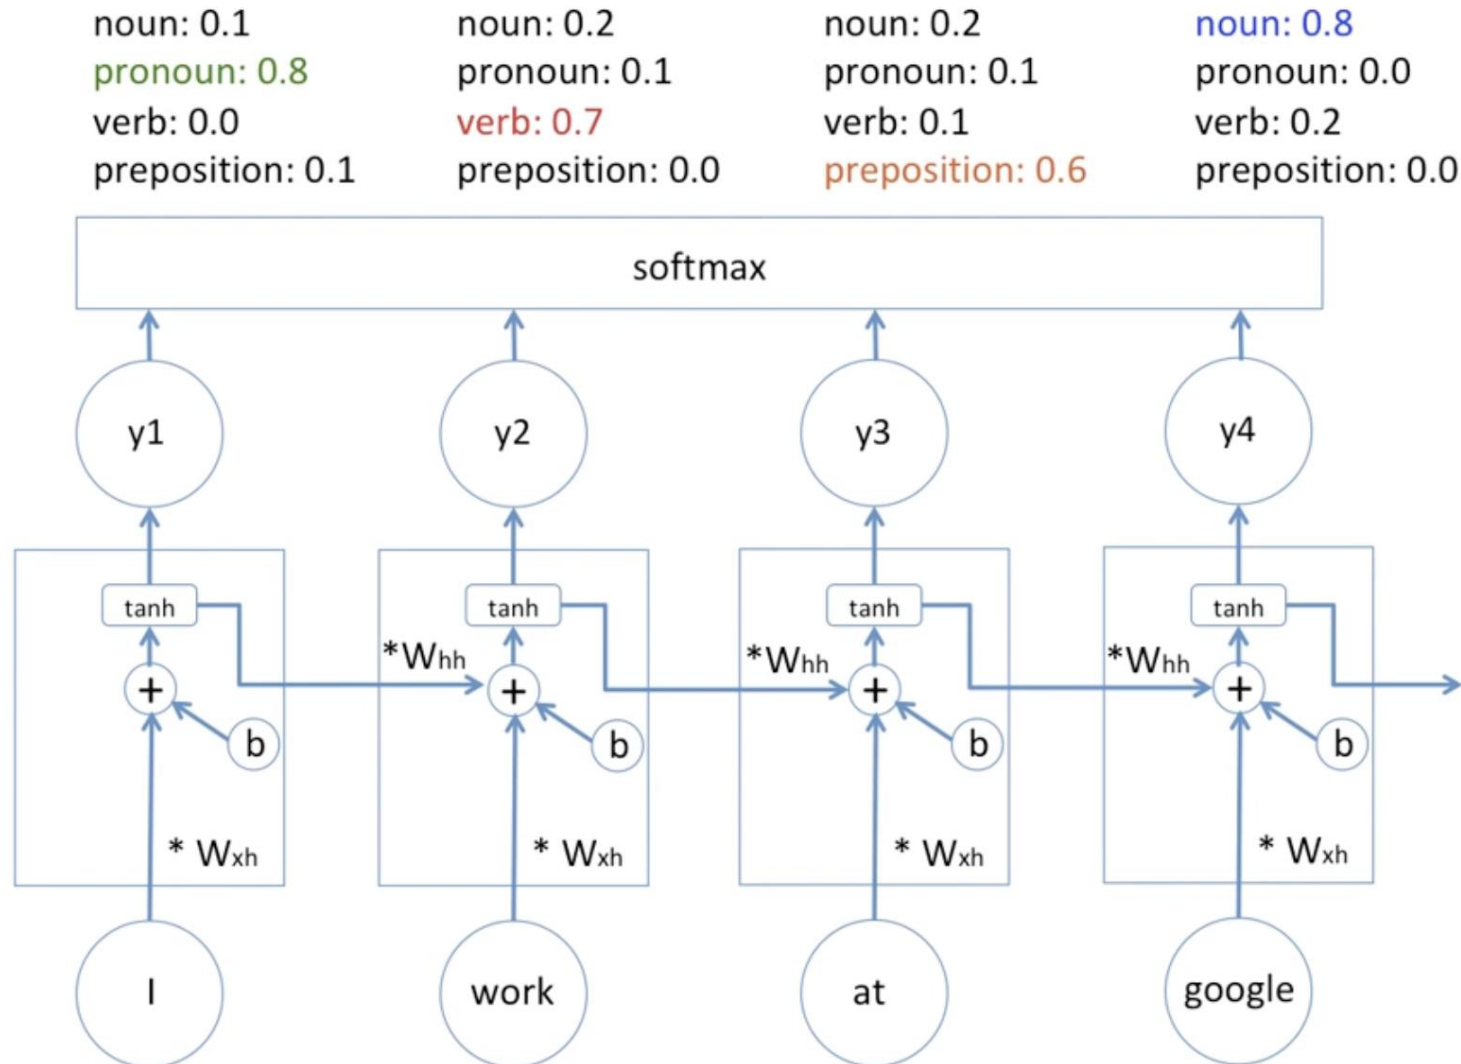 noun: 0.1
pronoun: 0.8
verb: 0.0
preposition: 0.1
noun: 0.2
pronoun: 0.1
verb: 0.7
preposition: 0.0
noun: 0.2
pronoun: 0.1
verb: 0.1
preposition: 0.6
noun: 0.8
pronoun: 0.0
verb: 0.2
preposition: 0.0
softmax
y1
y2
y3
y4
tanh
tanh
tanh
tanh
*Whh
*Whh
*Whh
+
+
+
+
b
b
b
b
* Wxh
* Wxh
* Wxh
* Wxh
I
work
at
google